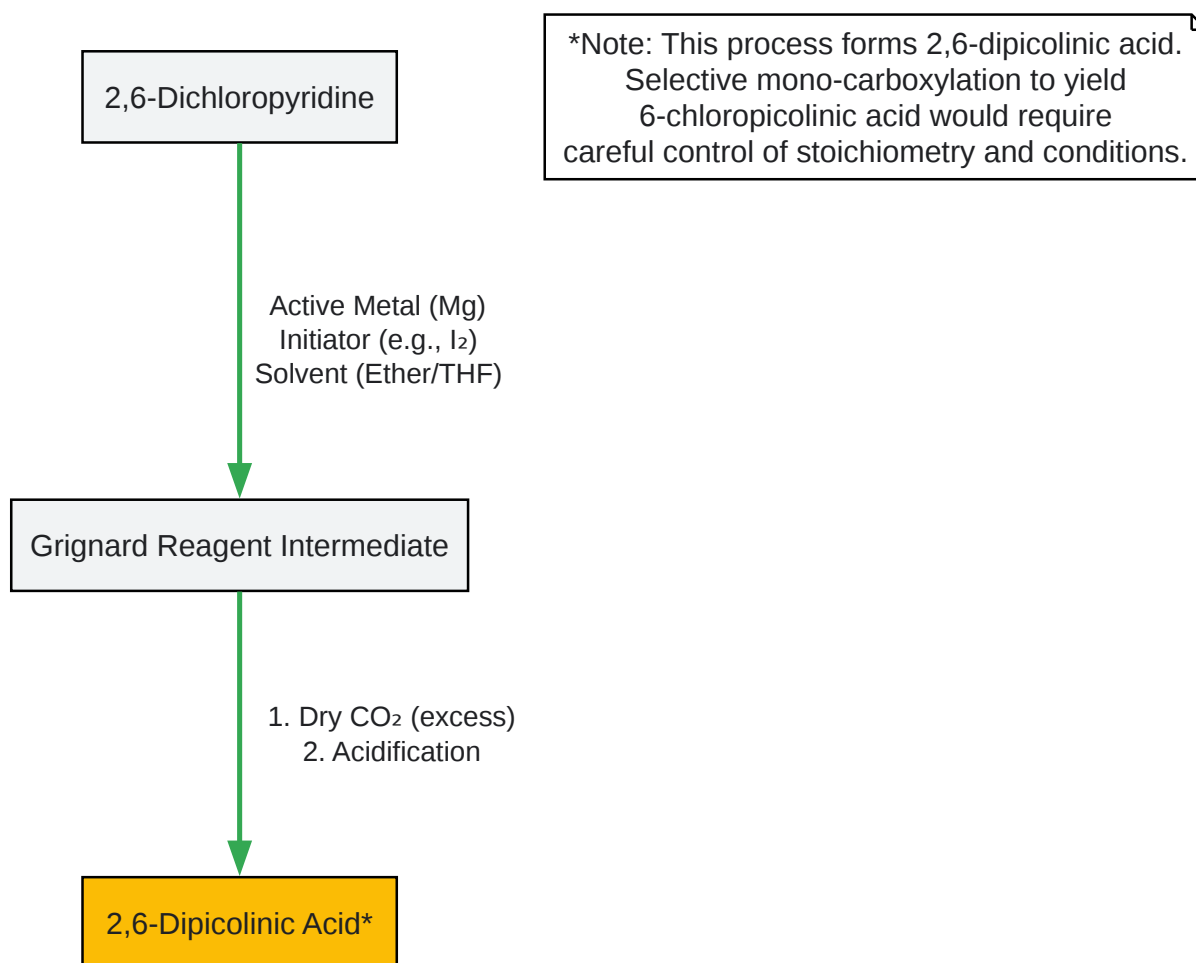 2,6-Dichloropyridine
*Note: This process forms 2,6-dipicolinic acid.
Selective mono-carboxylation to yield
6-chloropicolinic acid would require
careful control of stoichiometry and conditions.
Active Metal (Mg)
Initiator (e.g., I₂)
Solvent (Ether/THF)
Grignard Reagent Intermediate
1. Dry CO₂ (excess)
2. Acidification
2,6-Dipicolinic Acid*